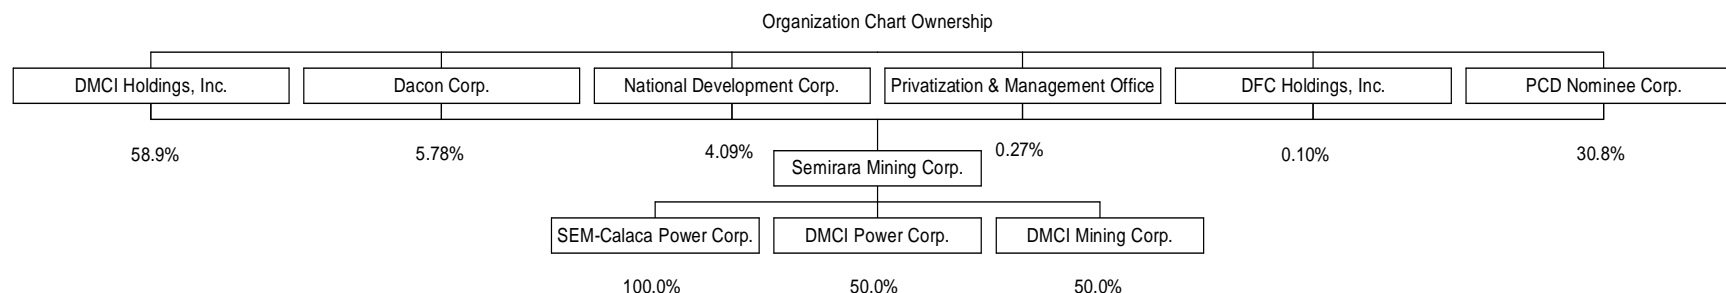 Organization Chart Ownership
DMCI Holdings, Inc.
Dacon Corp.
National Development Corp.
Privatization & Management Office
DFC Holdings, Inc.
PCD Nominee Corp.
58.9%
5.78%
4.09%
0.27%
0.10%
30.8%
Semirara Mining Corp.
SEM-Calaca Power Corp.
DMCI Power Corp.
DMCI Mining Corp.
100.0%
50.0%
50.0%